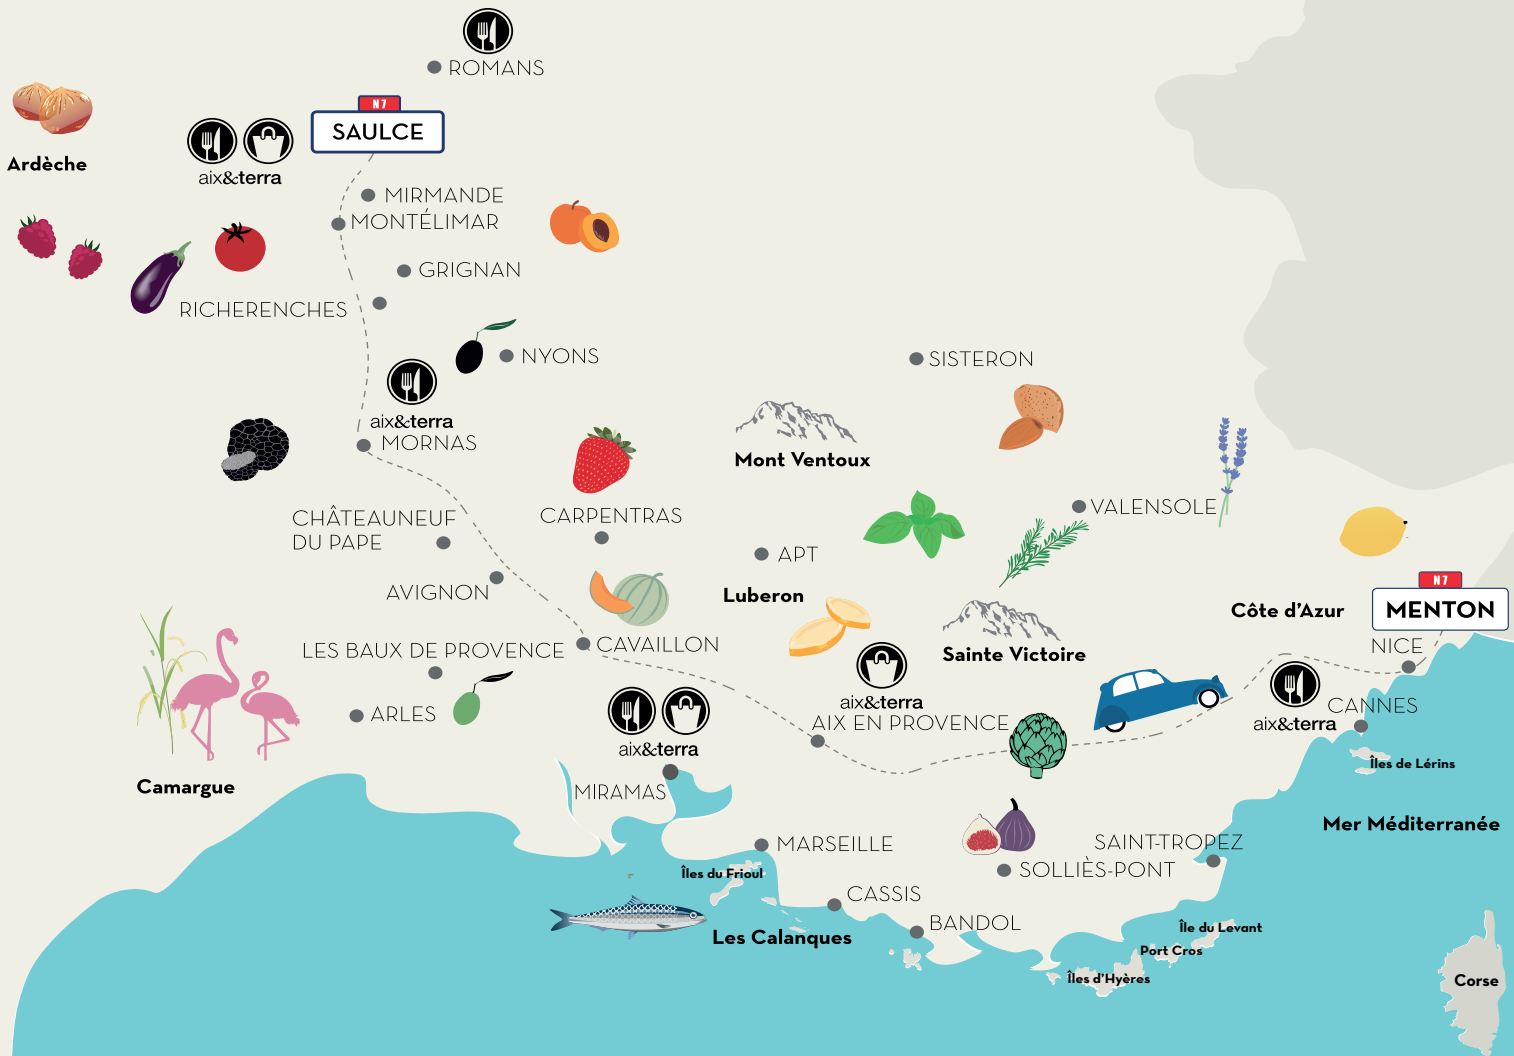 ROMANS
N7
SAULCE
Ardèche
aix&terra
MIRMANDE
MONTÉLIMAR
GRIGNAN
RICHERENCHES
NYONS
SISTERON
aix&terra
MORNAS
Mont Ventoux
VALENSOLE
CHÂTEAUNEUF
DU PAPE
CARPENTRAS
APT
AVIGNON
Luberon
N7
MENTON
Côte d'Azur
LES BAUX DE PROVENCE
CAVAILLON
Sainte Victoire
NICE
ARLES
aix&terra
AIX EN PROVENCE
CANNES
aix&terra
aix&terra
Îles de Lérins
Camargue
MIRAMAS
Mer Méditerranée
MARSEILLE
SAINT-TROPEZ
Îles du Frioul
SOLLIÈS-PONT
CASSIS
BANDOL
Île du Levant
Les Calanques
Port Cros
Îles d'Hyères
Corse